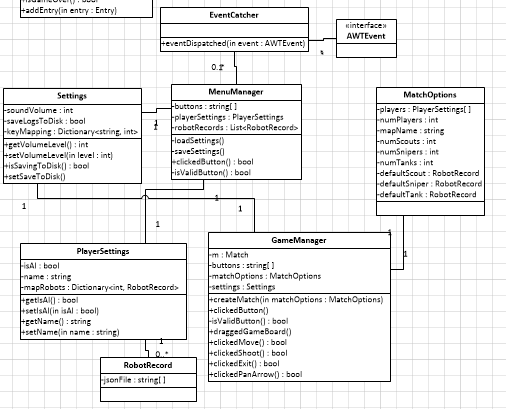 +addEntry(in entry : Entry)
EventCatcher
+eventDispatched(in event : AWTEvent)
«interface»
AWTEvent
*
0..*
Settings
-soundVolume : int
-saveLogsToDisk : bool
-keyMapping : Dictionary<string, int>
+getVolumeLevel() : int
+setVolumeLevel(in level : int)
+isSavingToDisk() : bool
+setSaveToDisk()
1
MenuManager
-buttons : string[ ]
-playerSettings : PlayerSettings
-robotRecords : List<RobotRecord>
-loadSettings()
-saveSettings()
+clickedButton() : bool
-isValidButton() : bool
MatchOptions
-players : PlayerSettings[ ]
-numPlayers : int
-mapName : string
-numScouts : int
-numSnipers : int
-numTanks : int
-defaultScout : RobotRecord
-defaultSniper : RobotRecord
-defaultTank : RobotRecord
1
1
1
1
1
1
PlayerSettings
-isAI : bool
-name : string
-mapRobots : Dictionary<int, RobotRecord>
+getIsAI() : bool
+setIsAI(in isAI : bool)
+getName() : string
+setName(in name : string)
GameManager
-m : Match
-buttons : string[ ]
-matchOptions : MatchOptions
-settings : Settings
+createMatch(in matchOptions : MatchOptions)
+clickedButton()
-isValidButton() : bool
+draggedGameBoard()
+clickedMove() : bool
+clickedShoot() : bool
+clickedExit() : bool
+clickedPanArrow() : bool
1
0..*
RobotRecord
-jsonFile : string[ ]